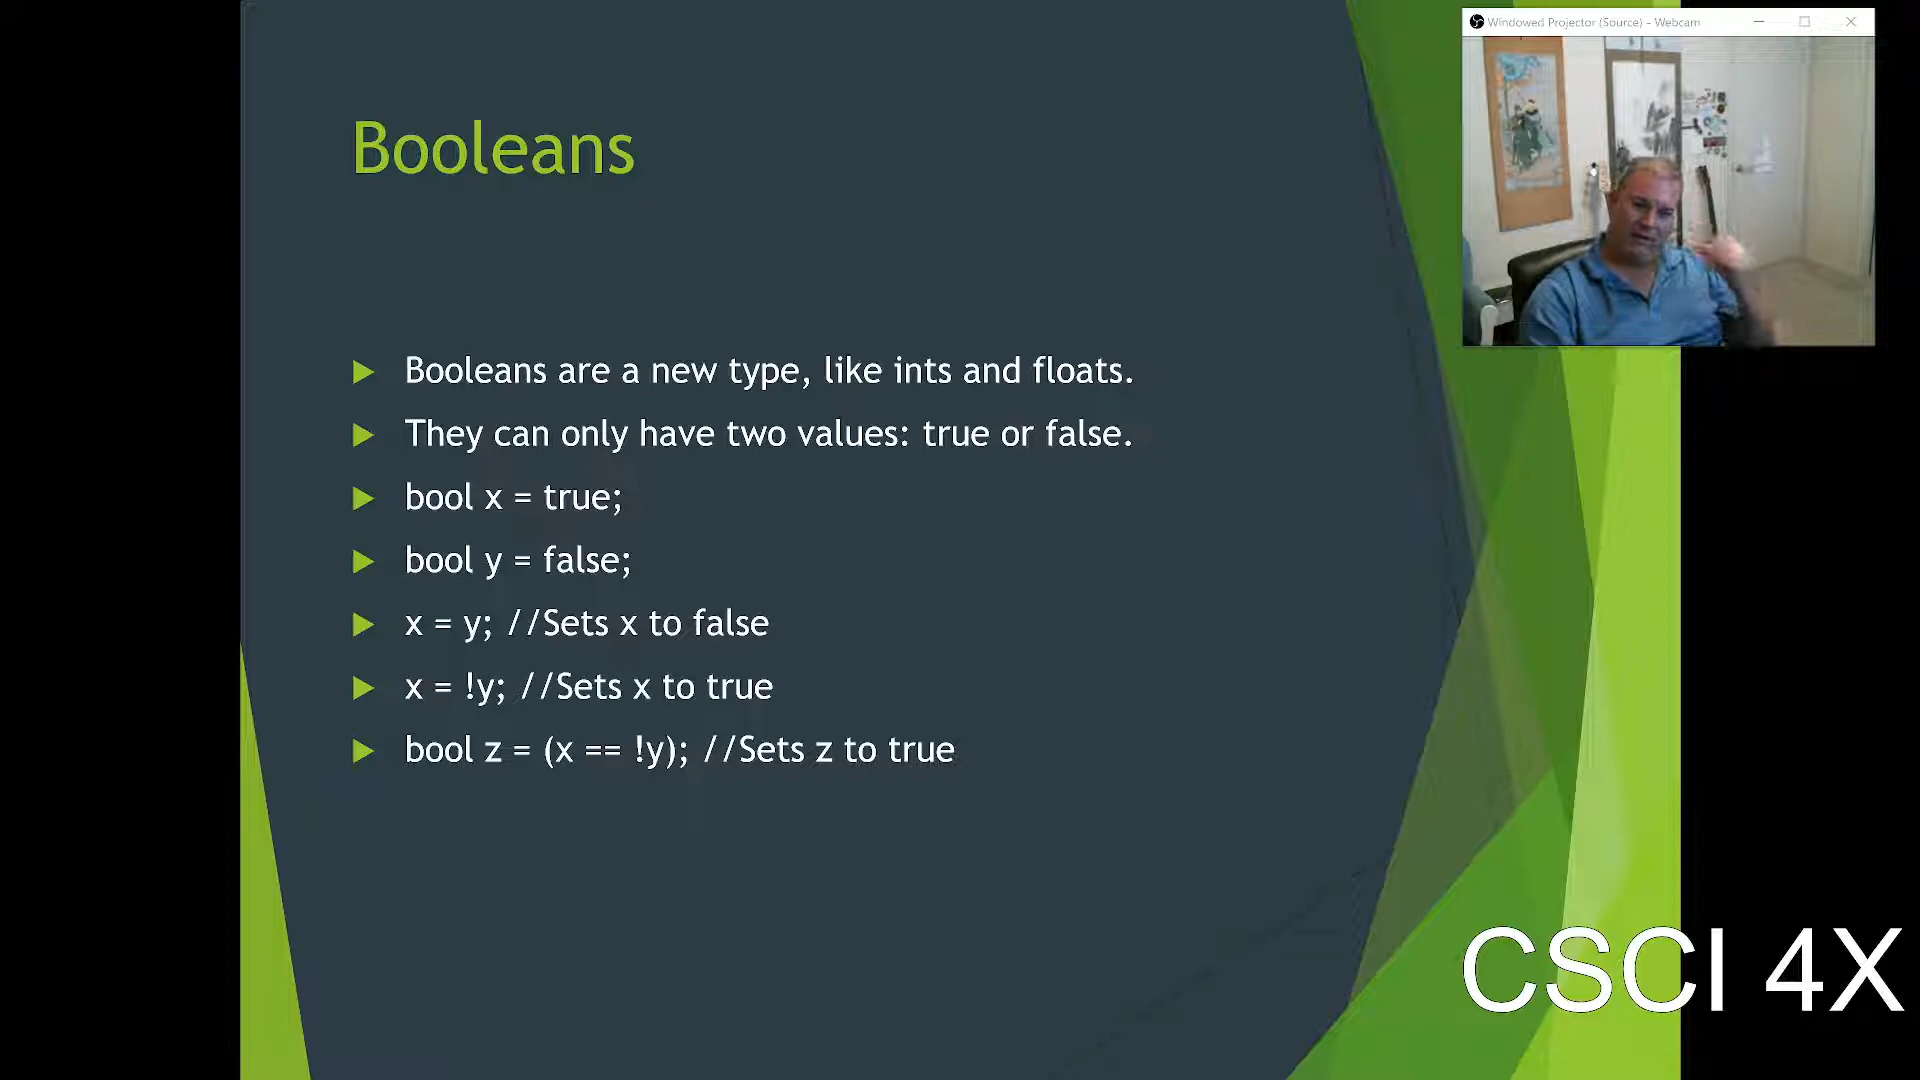 Windowed Projector (Source) - Webcam
Booleans
Booleans are a new type, like ints and floats.
They can only have two values: true or false.
bool x = true;
bool y = false;
x = y; //Sets x to false
x = !y; //Sets x to true
bool z = (x == !y); //Sets z to true
CSCI 4X